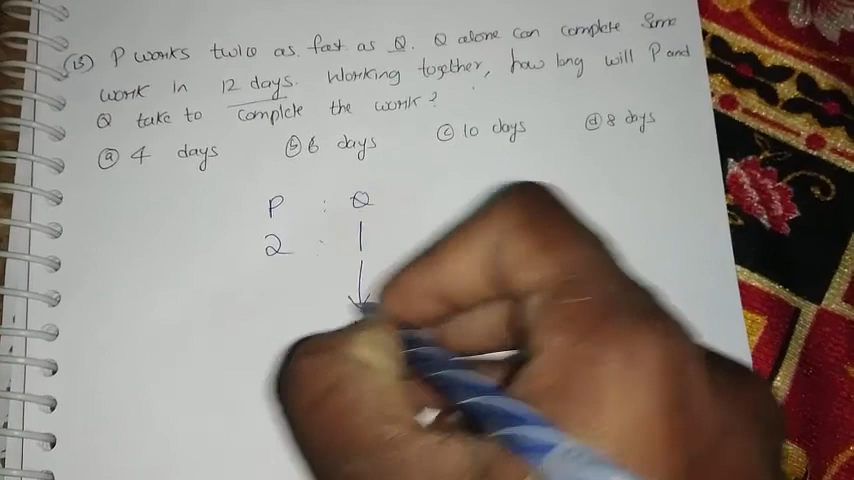 (15) P works twice as fast as Q. Q alone can complete some
work in 12 days. Working together, how long will P and
Q take to complete the work?
(a) 4 days (b) 6 days (c) 10 days (d) 8 days
P : Q
2 : 1